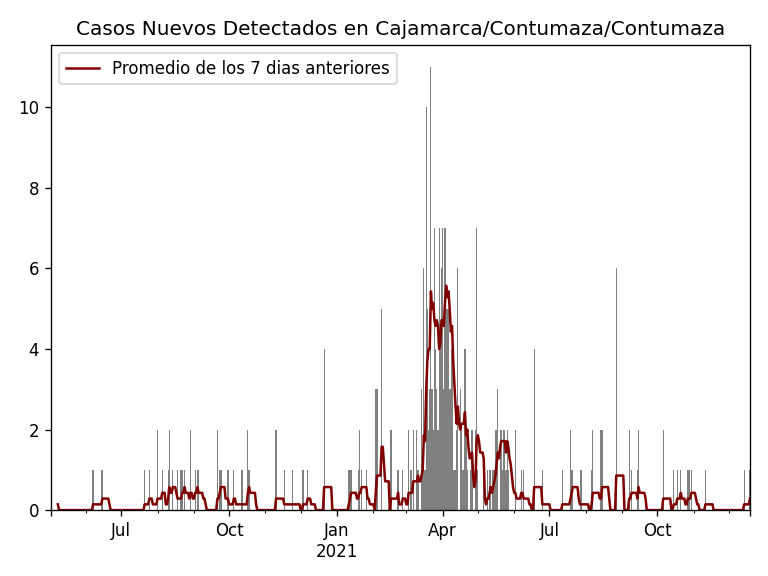 Casos Nuevos Detectados en Cajamarca/Contumaza/Contumaza
Promedio de los 7 dias anteriores
10
8
6
4
2
0
Jul Oct Jan Apr Jul Oct
2021